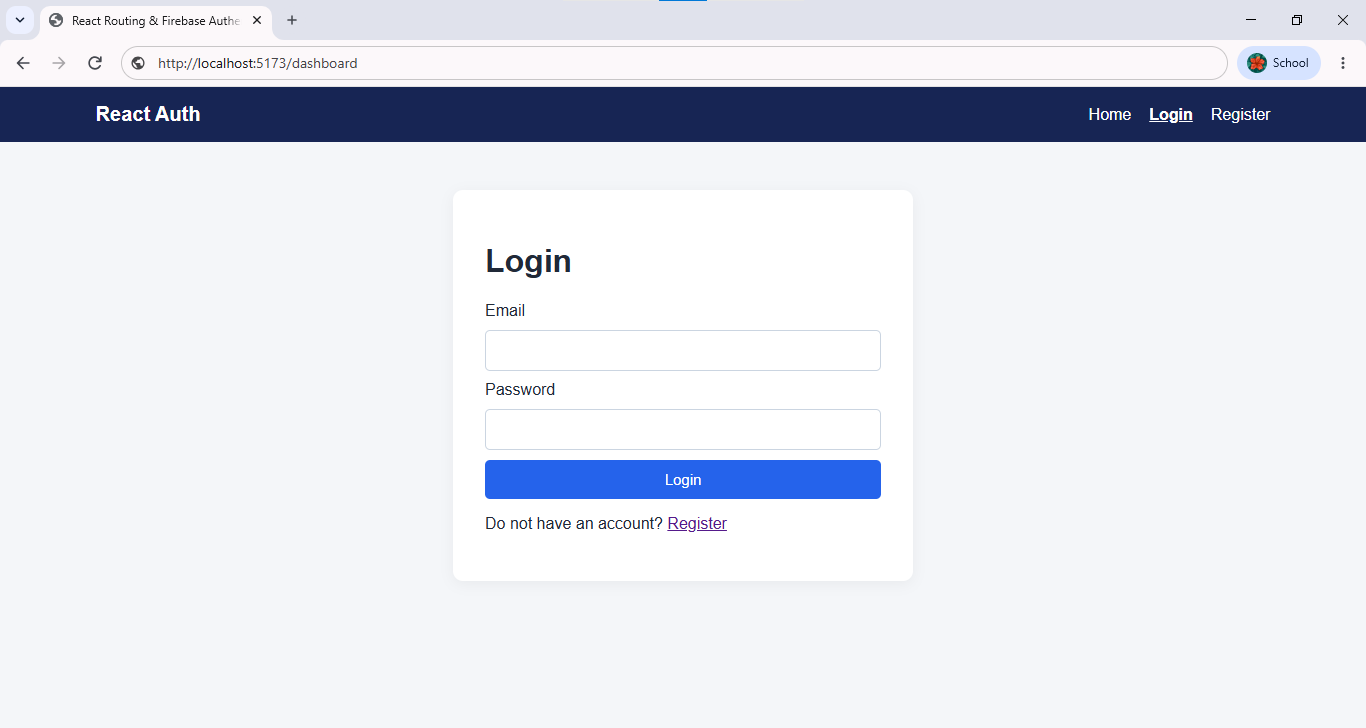 React Routing & Firebase Authe
http://localhost:5173/dashboard
School
React Auth
Home Login Register
Login
Email
Password
Login
Do not have an account? Register